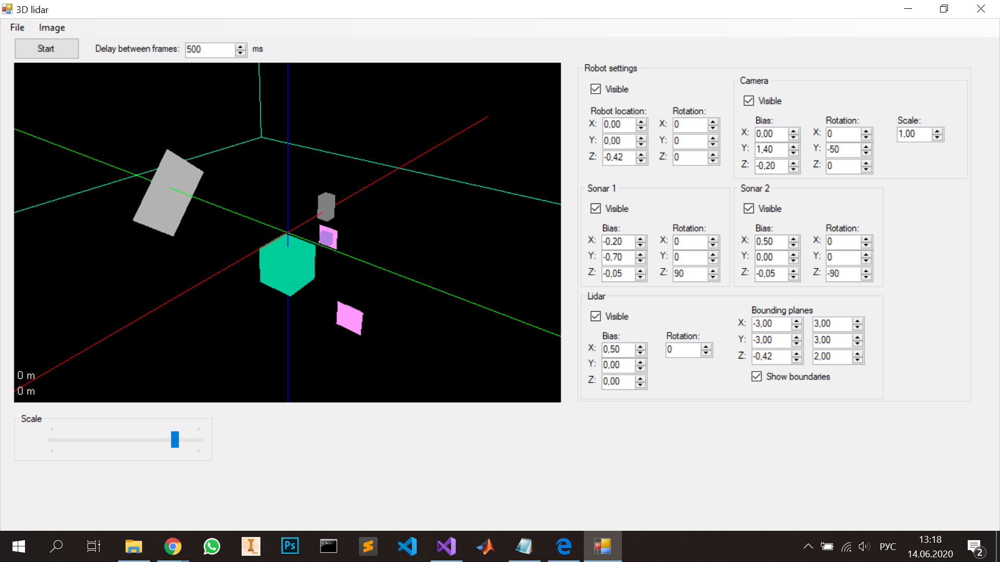 3D lidar
File Image
Start Delay between frames: 500 ms
Robot settings
Visible
Robot location: Rotation:
X: 0,00 X: 0
Y: 0,00 Y: 0
Z: -0,42 Z: 0
Camera
Visible
Bias: Rotation: Scale:
X: 0,00 X: 0 1,00
Y: 1,40 Y: -50
Z: -0,20 Z: 0
Sonar 1
Visible
Bias: Rotation:
X: -0,20 X: 0
Y: -0,70 Y: 0
Z: -0,05 Z: 90
Sonar 2
Visible
Bias: Rotation:
X: 0,50 X: 0
Y: 0,00 Y: 0
Z: -0,05 Z: -90
Lidar
Visible
Bias: Rotation:
X: 0,50 0
Y: 0,00
Z: 0,00
Bounding planes
X: -3,00 3,00
Y: -3,00 3,00
Z: -0,42 2,00
Show boundaries
0 m
0 m
Scale
I PRO
Ps
РУС
13:18
14.06.2020
2